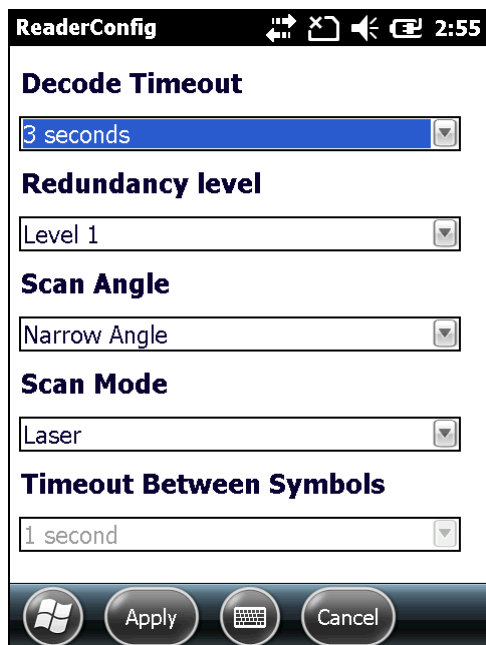 ReaderConfig 2:55
Decode Timeout
3 seconds
Redundancy level
Level 1
Scan Angle
Narrow Angle
Scan Mode
Laser
Timeout Between Symbols
1 second
Apply Cancel